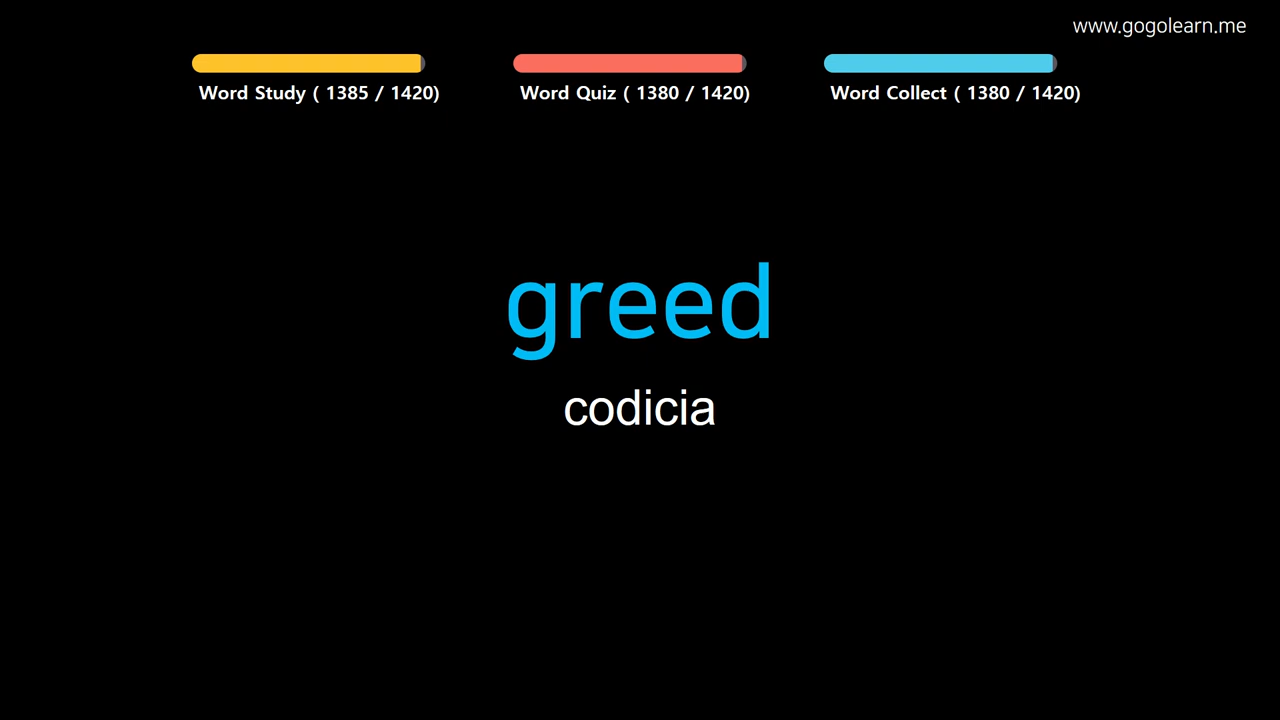 www.gogolearn.me
Word Study ( 1385 / 1420)
Word Quiz ( 1380 / 1420)
Word Collect ( 1380 / 1420)
greed
codicia